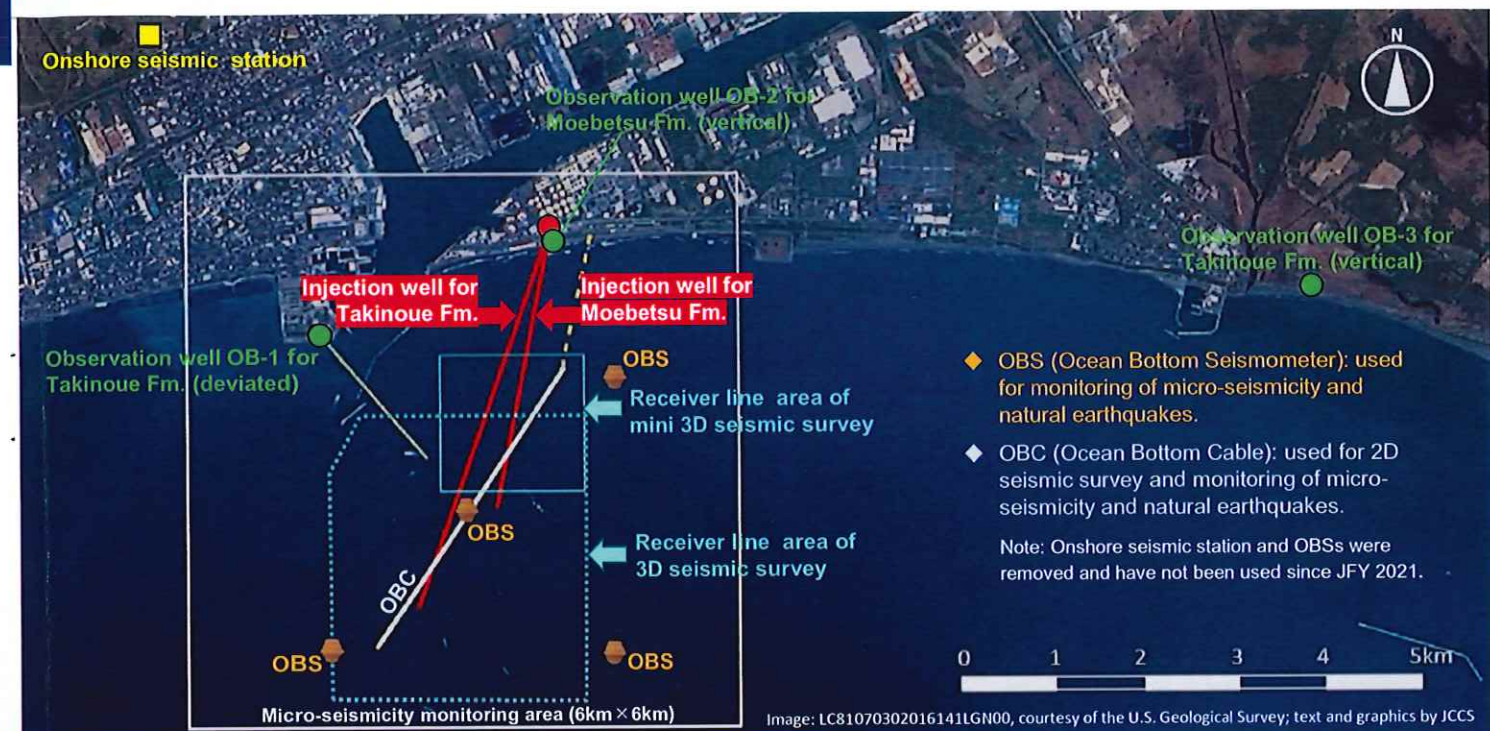 Onshore seismic station
N
Observation well OB-2 for
Moebetsu Fm. (vertical)
Observation well OB-3 for
Takinoue Fm. (vertical)
Injection well for
Takinoue Fm.
Injection well for
Moebetsu Fm.
Observation well OB-1 for
Takinoue Fm. (deviated)
OBS
Receiver line area of
mini 3D seismic survey
OBS
Receiver line area of
3D seismic survey
OBC
OBS
OBS
Micro-seismicity monitoring area (6km×6km)
◆ OBS (Ocean Bottom Seismometer): used
for monitoring of micro-seismicity and
natural earthquakes.
◆ OBC (Ocean Bottom Cable): used for 2D
seismic survey and monitoring of micro-
seismicity and natural earthquakes.
Note: Onshore seismic station and OBSs were
removed and have not been used since JFY 2021.
0 1 2 3 4 5km
Image: LC81070302016141LGN00, courtesy of the U.S. Geological Survey; text and graphics by JCCS